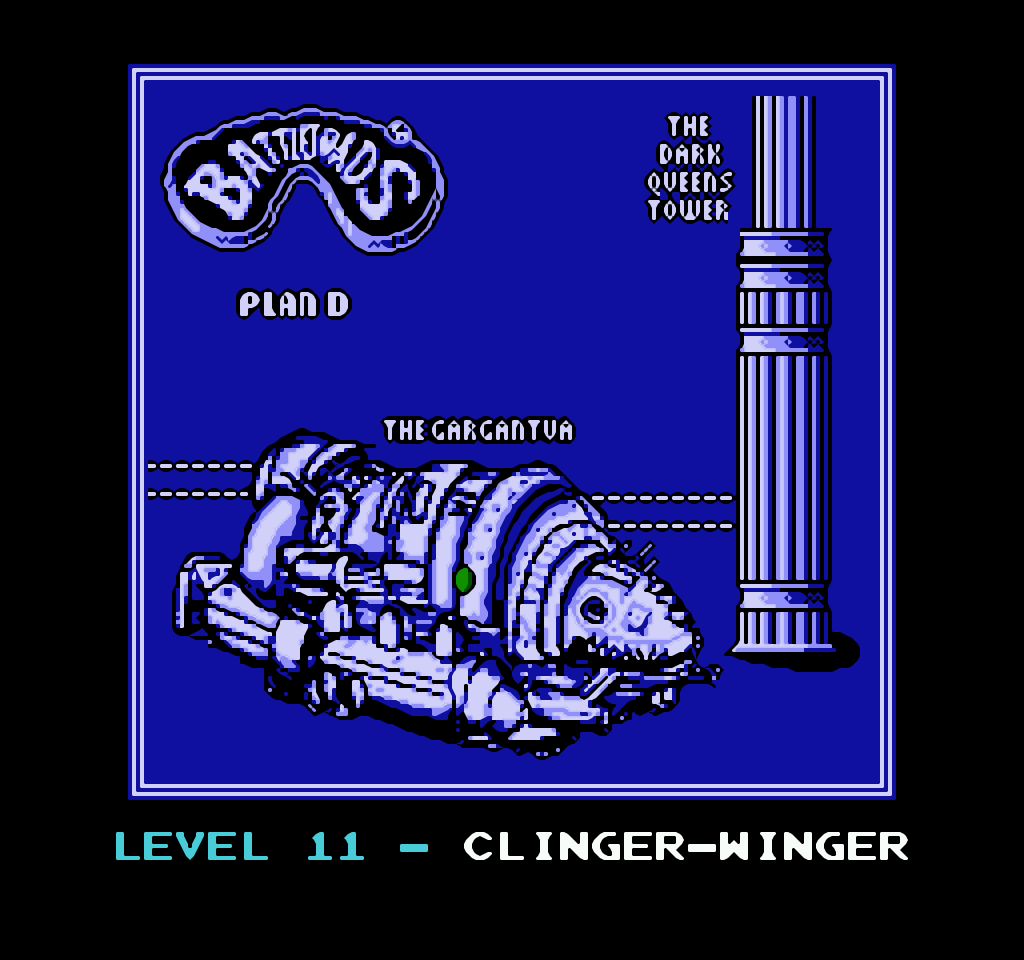 BATTLETOADS
THE
DARK
QUEENS
TOWER
PLAN D
THE GARGANTUA
LEVEL 11 - CLINGER-WINGER